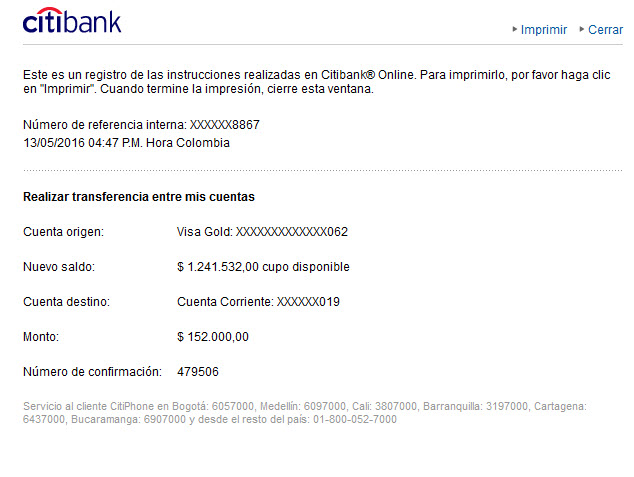 citibank
Imprimir Cerrar
Este es un registro de las instrucciones realizadas en Citibank® Online. Para imprimirlo, por favor haga clic
en "Imprimir". Cuando termine la impresión, cierre esta ventana.
Número de referencia interna: XXXXXX8867
13/05/2016 04:47 P.M. Hora Colombia
Realizar transferencia entre mis cuentas
Cuenta origen: Visa Gold: XXXXXXXXXXXXX062
Nuevo saldo: $ 1.241.532,00 cupo disponible
Cuenta destino: Cuenta Corriente: XXXXXX019
Monto: $ 152.000,00
Número de confirmación: 479506
Servicio al cliente CitiPhone en Bogotá: 6057000, Medellín: 6097000, Cali: 3807000, Barranquilla: 3197000, Cartagena:
6437000, Bucaramanga: 6907000 y desde el resto del país: 01-800-052-7000